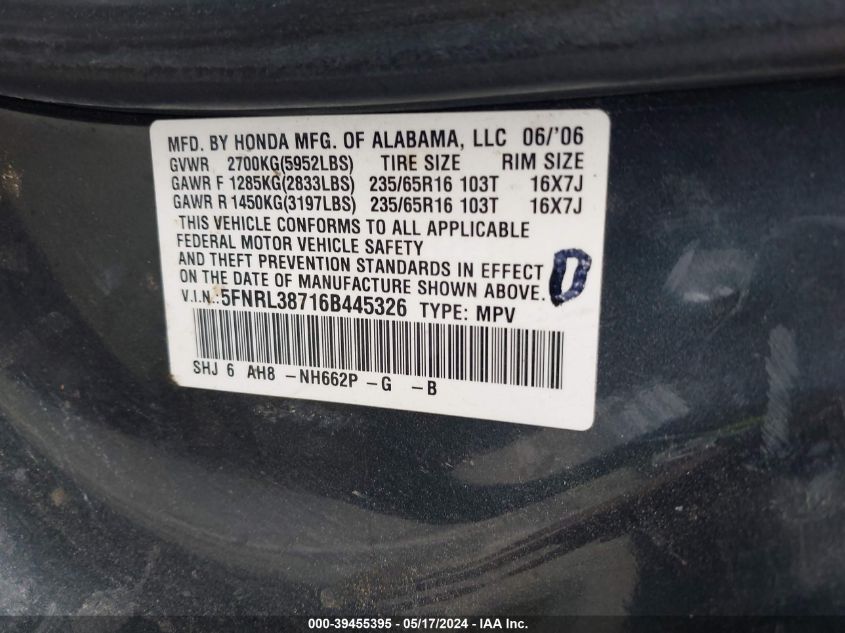 MFD. BY HONDA MFG. OF ALABAMA, LLC 06/'06
GVWR 2700KG(5952LBS) TIRE SIZE RIM SIZE
GAWR F 1285KG(2833LBS) 235/65R16 103T 16X7J
GAWR R 1450KG(3197LBS) 235/65R16 103T 16X7J
THIS VEHICLE CONFORMS TO ALL APPLICABLE
FEDERAL MOTOR VEHICLE SAFETY
AND THEFT PREVENTION STANDARDS IN EFFECT
ON THE DATE OF MANUFACTURE SHOWN ABOVE.
V.I.N.:5FNRL38716B445326 TYPE: MPV
SHJ 6 AH8 -NH662P -G -B
000-39455395 - 05/17/2024 - IAA Inc.